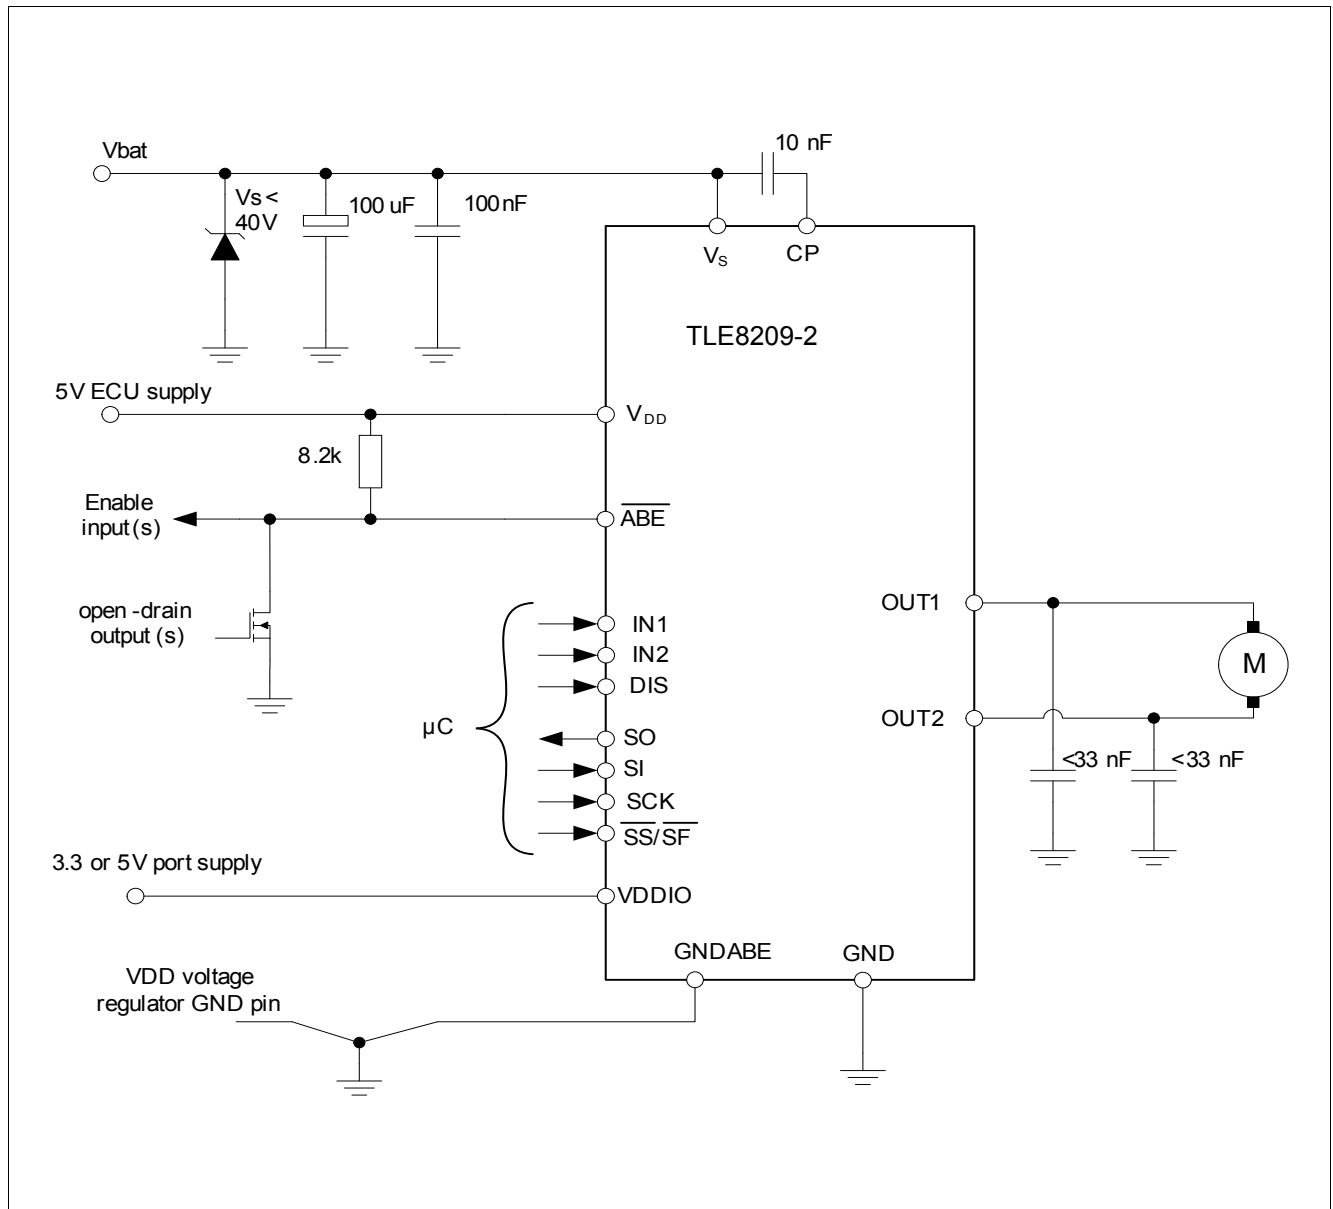 Vbat
10 nF
Vs <
40V
100 uF
100nF
VS
CP
TLE8209-2
5V ECU supply
VDD
8.2k
Enable
input(s)
ABE
open-drain
output(s)
OUT1
IN1
IN2
DIS
M
µC
OUT2
SO
SI
SCK
SS/SF
<33 nF
<33 nF
3.3 or 5V port supply
VDDIO
GNDABE
GND
VDD voltage
regulator GND pin